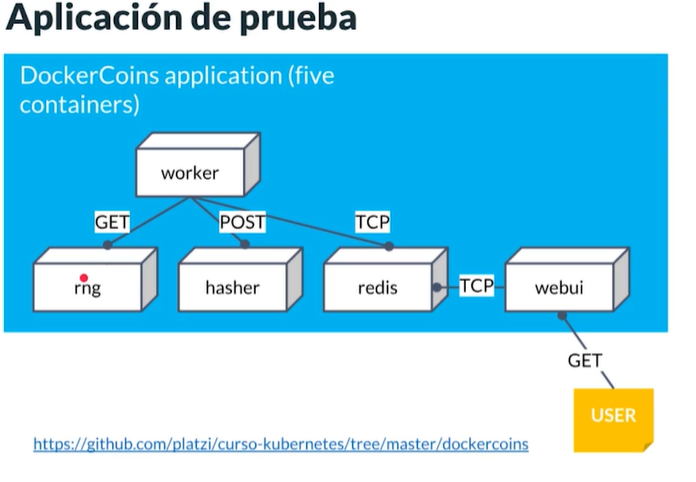 Aplicación de prueba
DockerCoins application (five
containers)
worker
GET
POST
TCP
rng
hasher
redis
TCP
webui
GET
USER
https://github.com/platzi/curso-kubernetes/tree/master/dockercoins